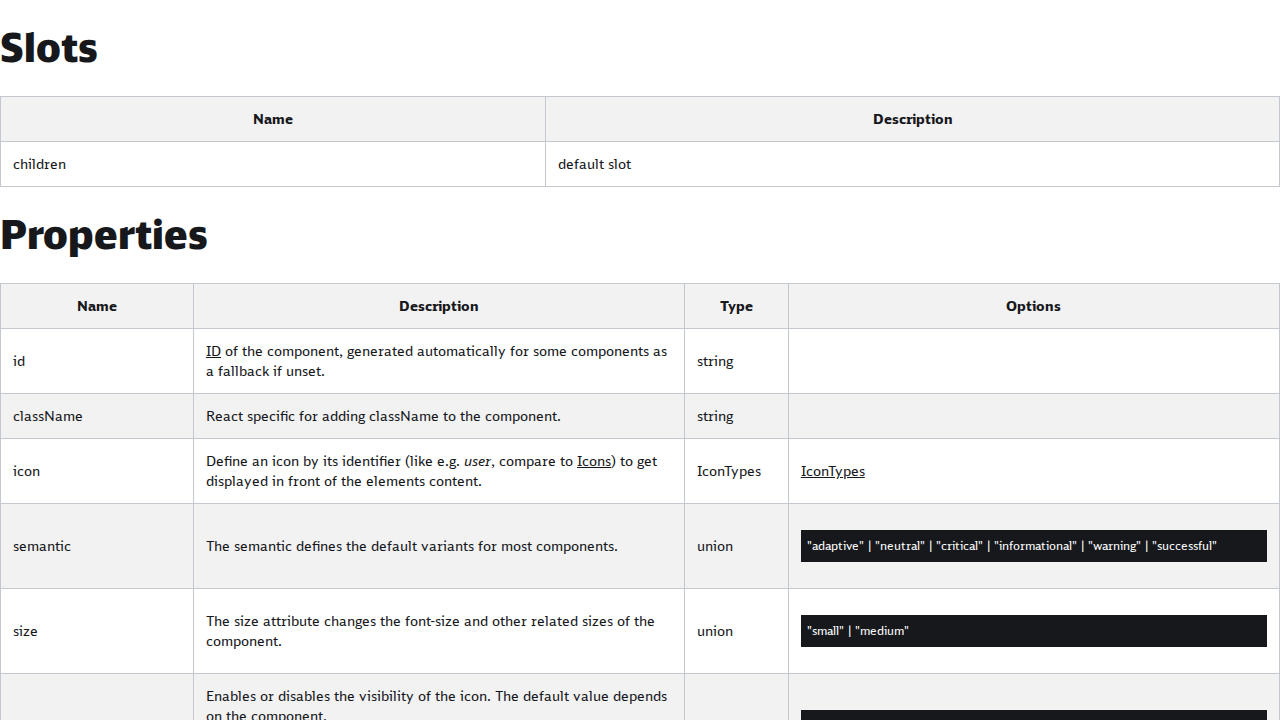 Slots
Name Description
children default slot
Properties
Name Description Type Options
ID of the component, generated automatically for some components as
id string
a fallback if unset.
className React specific for adding className to the component. string
Define an icon by its identifier (like e.g. user, compare to Icons) to get
icon IconTypes IconTypes
displayed in front of the elements content.
semantic The semantic defines the default variants for most components. union "adaptive" | "neutral" | "critical" | "informational" | "warning" | "successful"
The size attribute changes the font-size and other related sizes of the
size union "small" | "medium"
component.
Enables or disables the visibility of the icon. The default value depends
on the component.